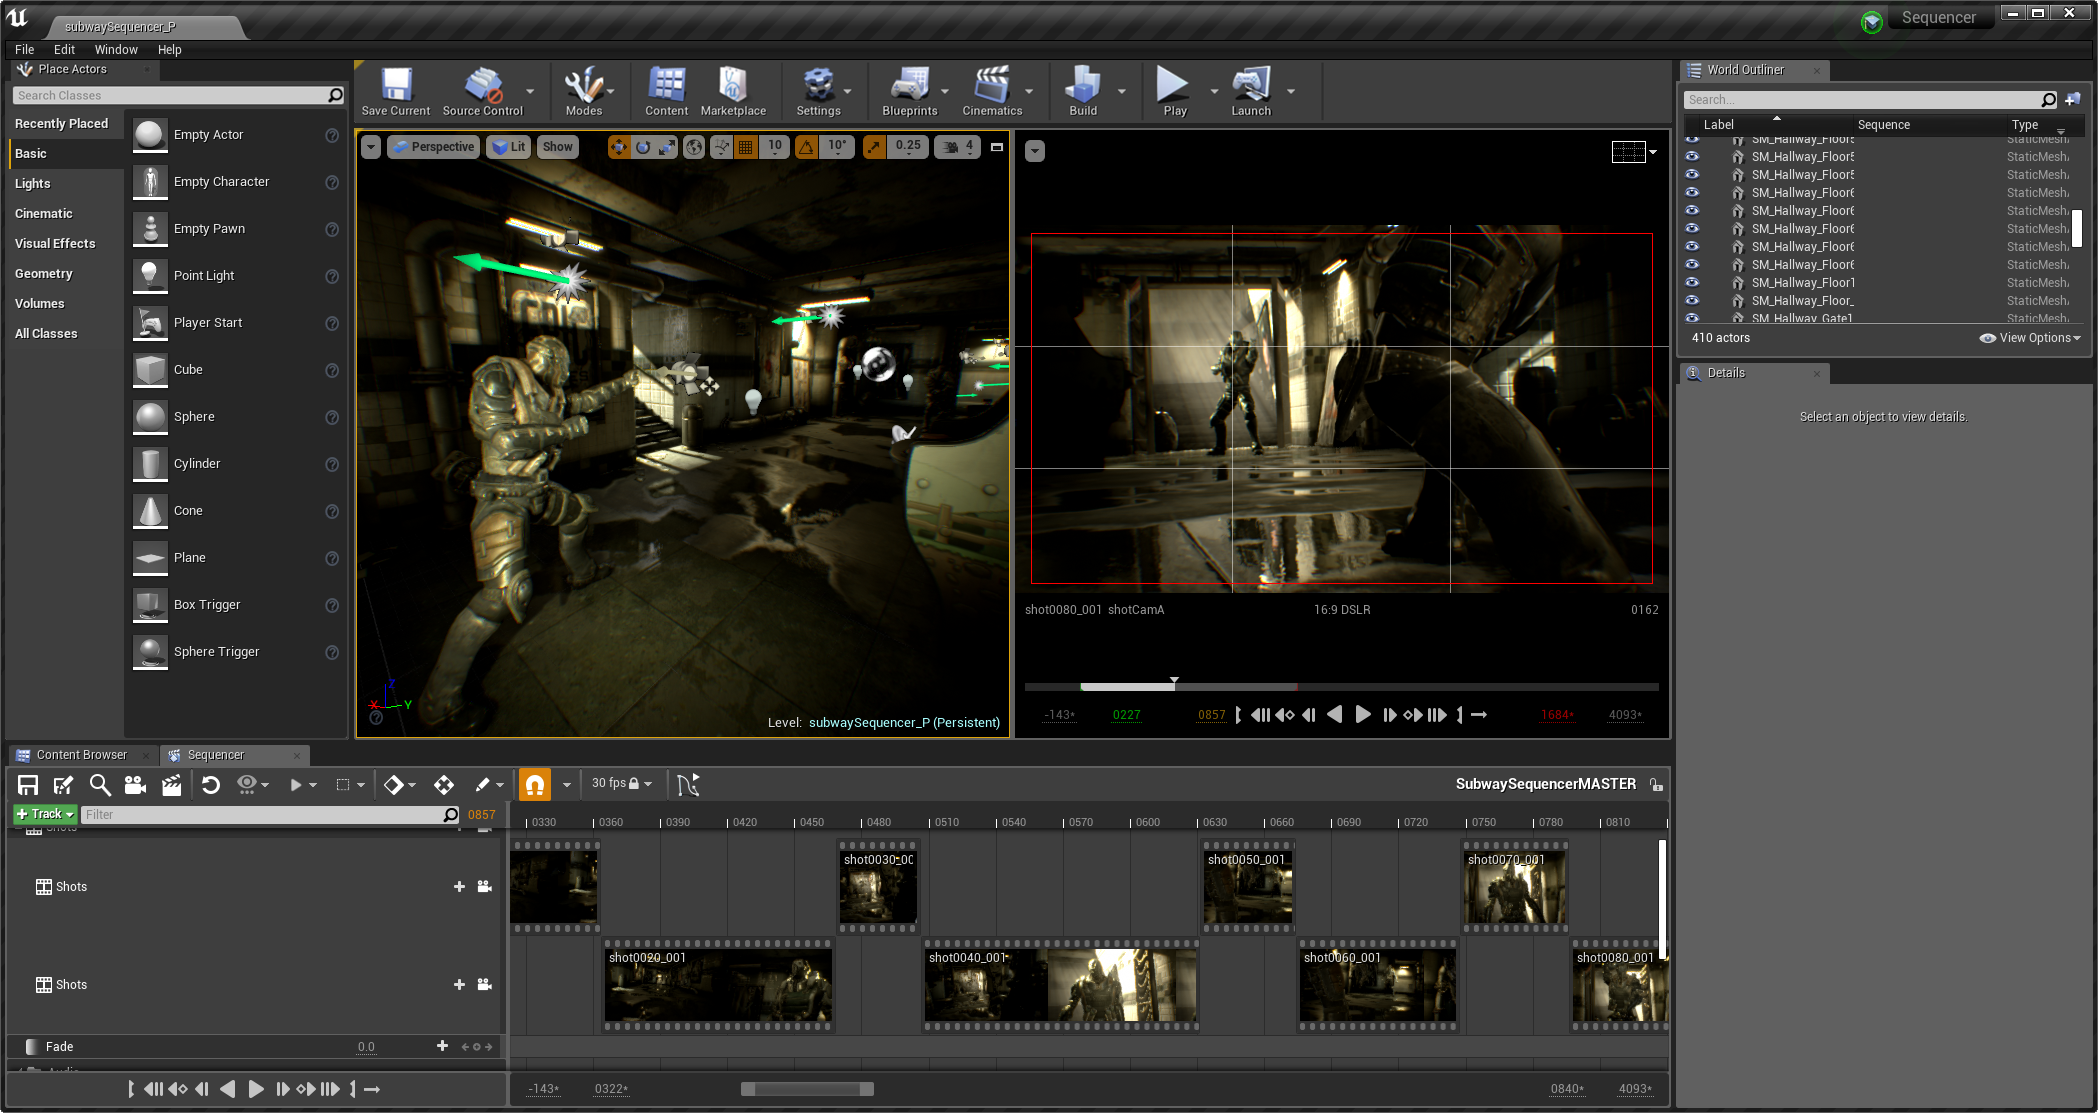 subwaySequencer_P
Sequencer
File Edit Window Help
Place Actors
Search Classes
Recently Placed
Basic
Lights
Cinematic
Visual Effects
Geometry
Volumes
All Classes
Empty Actor
Empty Character
Empty Pawn
Point Light
Player Start
Cube
Sphere
Cylinder
Cone
Plane
Box Trigger
Sphere Trigger
Save Current Source Control Modes Content Marketplace Settings Blueprints Cinematics Build Play Launch
Perspective Lit Show 10 10° 0.25 4
X Y Z
Level: subwaySequencer_P (Persistent)
shot0080_001 shotCamA 16:9 DSLR 0162
-143* 0227 0857 1684* 4093*
World Outliner
Search...
Label Sequence Type
SM_Hallway_Floor5 StaticMesh
SM_Hallway_Floor5 StaticMesh
SM_Hallway_Floor5 StaticMesh
SM_Hallway_Floor6 StaticMesh
SM_Hallway_Floor6 StaticMesh
SM_Hallway_Floor6 StaticMesh
SM_Hallway_Floor6 StaticMesh
SM_Hallway_Floor6 StaticMesh
SM_Hallway_Floor1 StaticMesh
SM_Hallway_Floor_ StaticMesh
SM_Hallway_Gate1 StaticMesh
410 actors View Options
Details
Select an object to view details.
Content Browser Sequencer
30 fps SubwaySequencerMASTER
Track Filter 0857
0330 0360 0390 0420 0450 0480 0510 0540 0570 0600 0630 0660 0690 0720 0750 0780 0810
Shots
Shots
shot0030_00 shot0050_001 shot0070_001
Shots
shot0020_001 shot0040_001 shot0060_001 shot0080_001
Fade 0.0
Audio
-143* 0322* 0840* 4093*